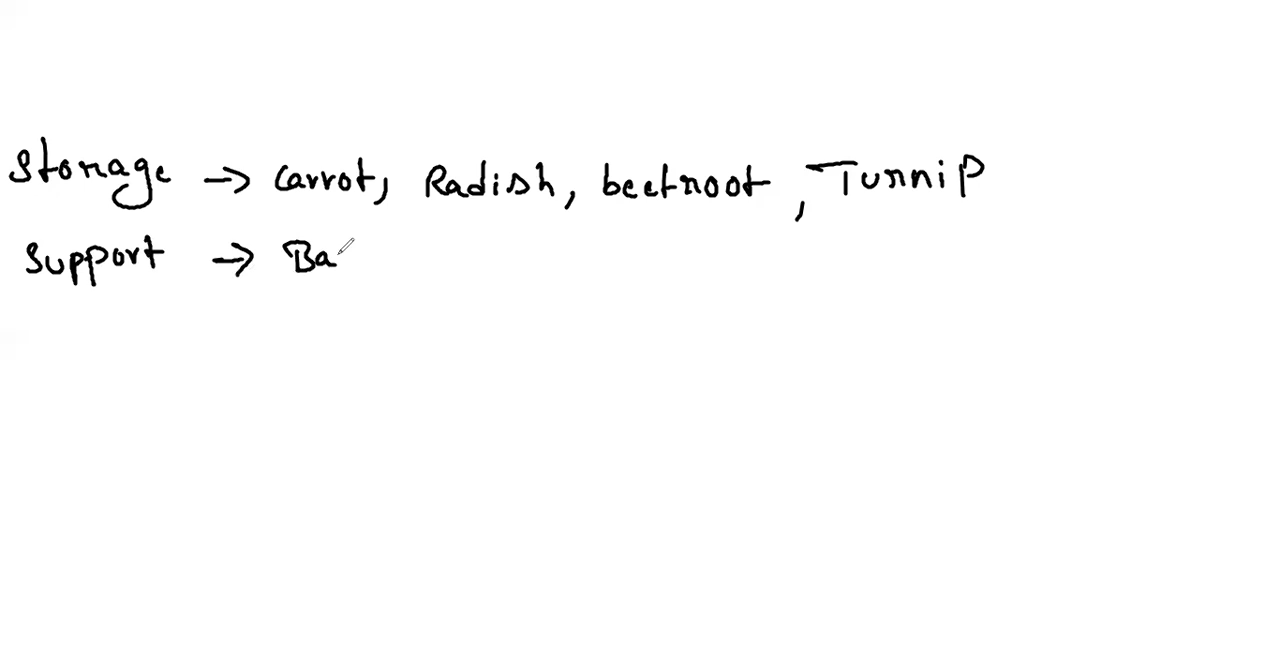 Storage → Carrot, Radish, beetroot, Turnip
Support → Ba